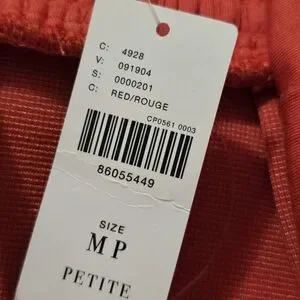 C: 4928
V: 091904
S: 0000201
C: RED/ROUGE
CP0561 0003
86055449
SIZE
MP
PETITE